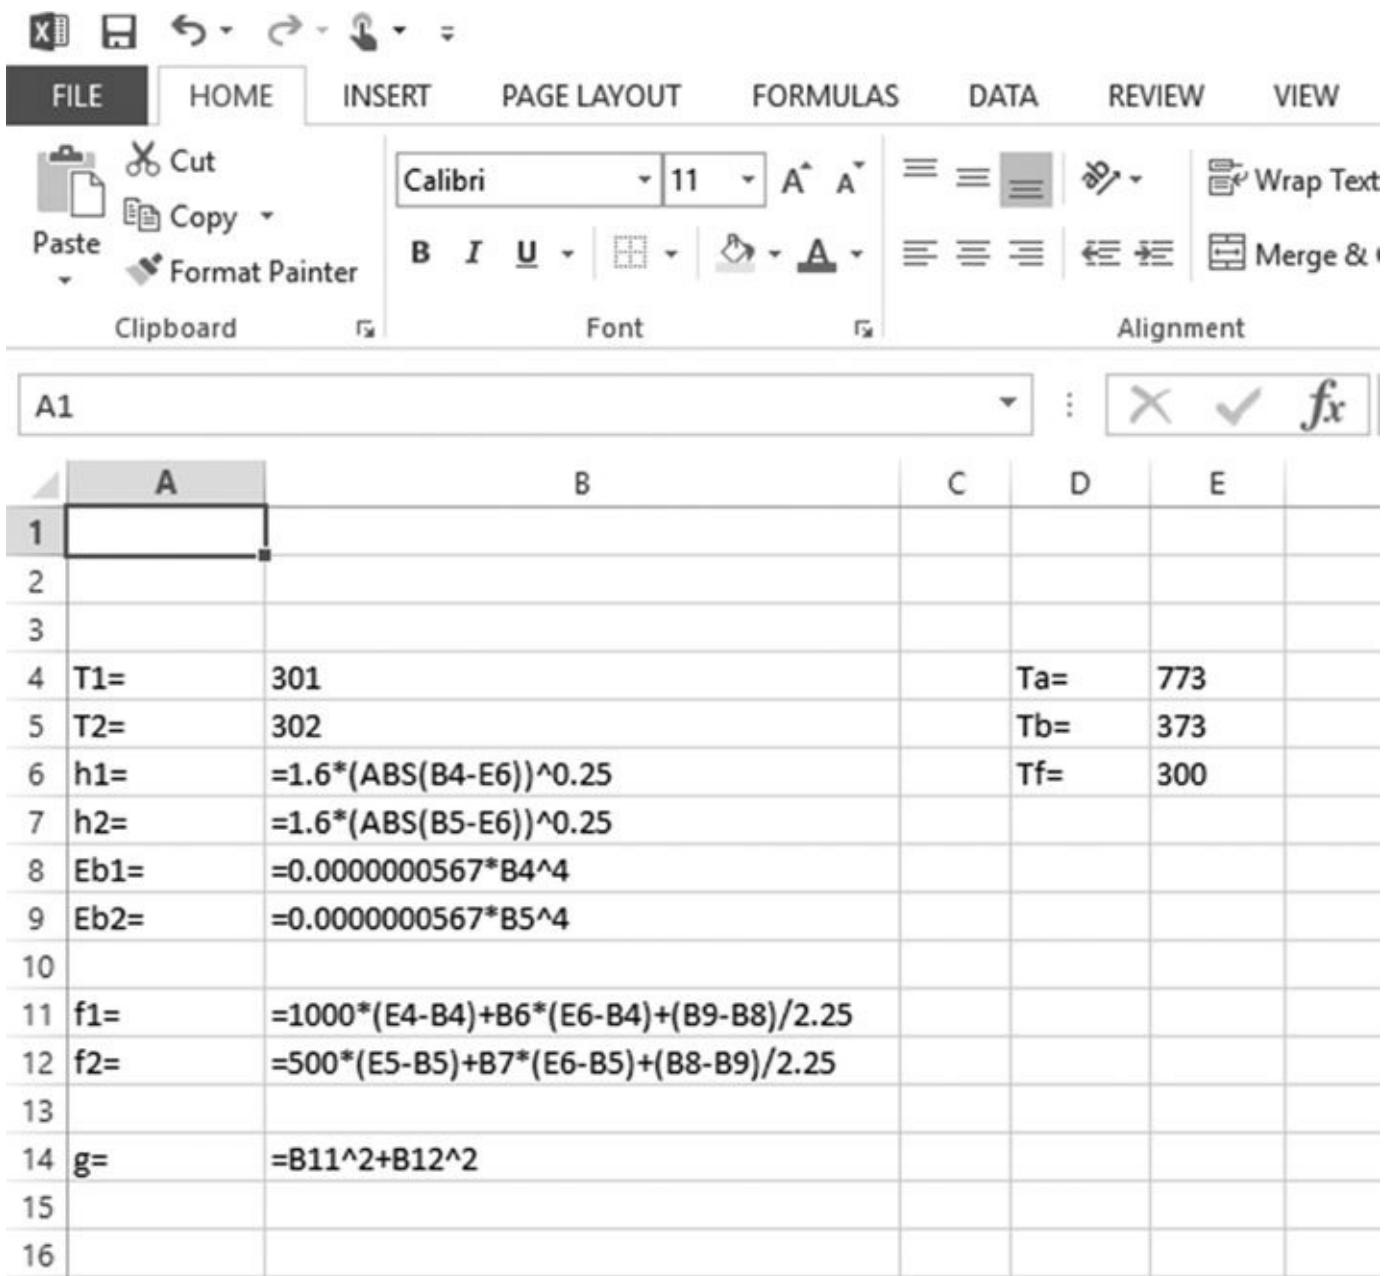 FILE HOME INSERT PAGE LAYOUT FORMULAS DATA REVIEW VIEW
Cut
Copy
Paste
Format Painter
Calibri 11 A A ab Wrap Text
B I U A Merge &
Clipboard Font Alignment
A1 fx
A B C D E
1
2
3
4 T1= 301 Ta= 773
5 T2= 302 Tb= 373
6 h1= =1.6*(ABS(B4-E6))^0.25 Tf= 300
7 h2= =1.6*(ABS(B5-E6))^0.25
8 Eb1= =0.0000000567*B4^4
9 Eb2= =0.0000000567*B5^4
10
11 f1= =1000*(E4-B4)+B6*(E6-B4)+(B9-B8)/2.25
12 f2= =500*(E5-B5)+B7*(E6-B5)+(B8-B9)/2.25
13
14 g= =B11^2+B12^2
15
16